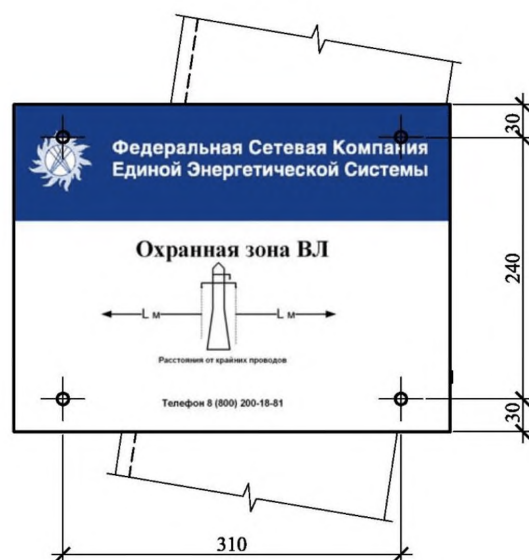 Федеральная Сетевая Компания
Единой Энергетической Системы
Охранная зона ВЛ
L м L м
Расстояния от крайних проводов
Телефон 8 (800) 200-18-81
30
240
30
310